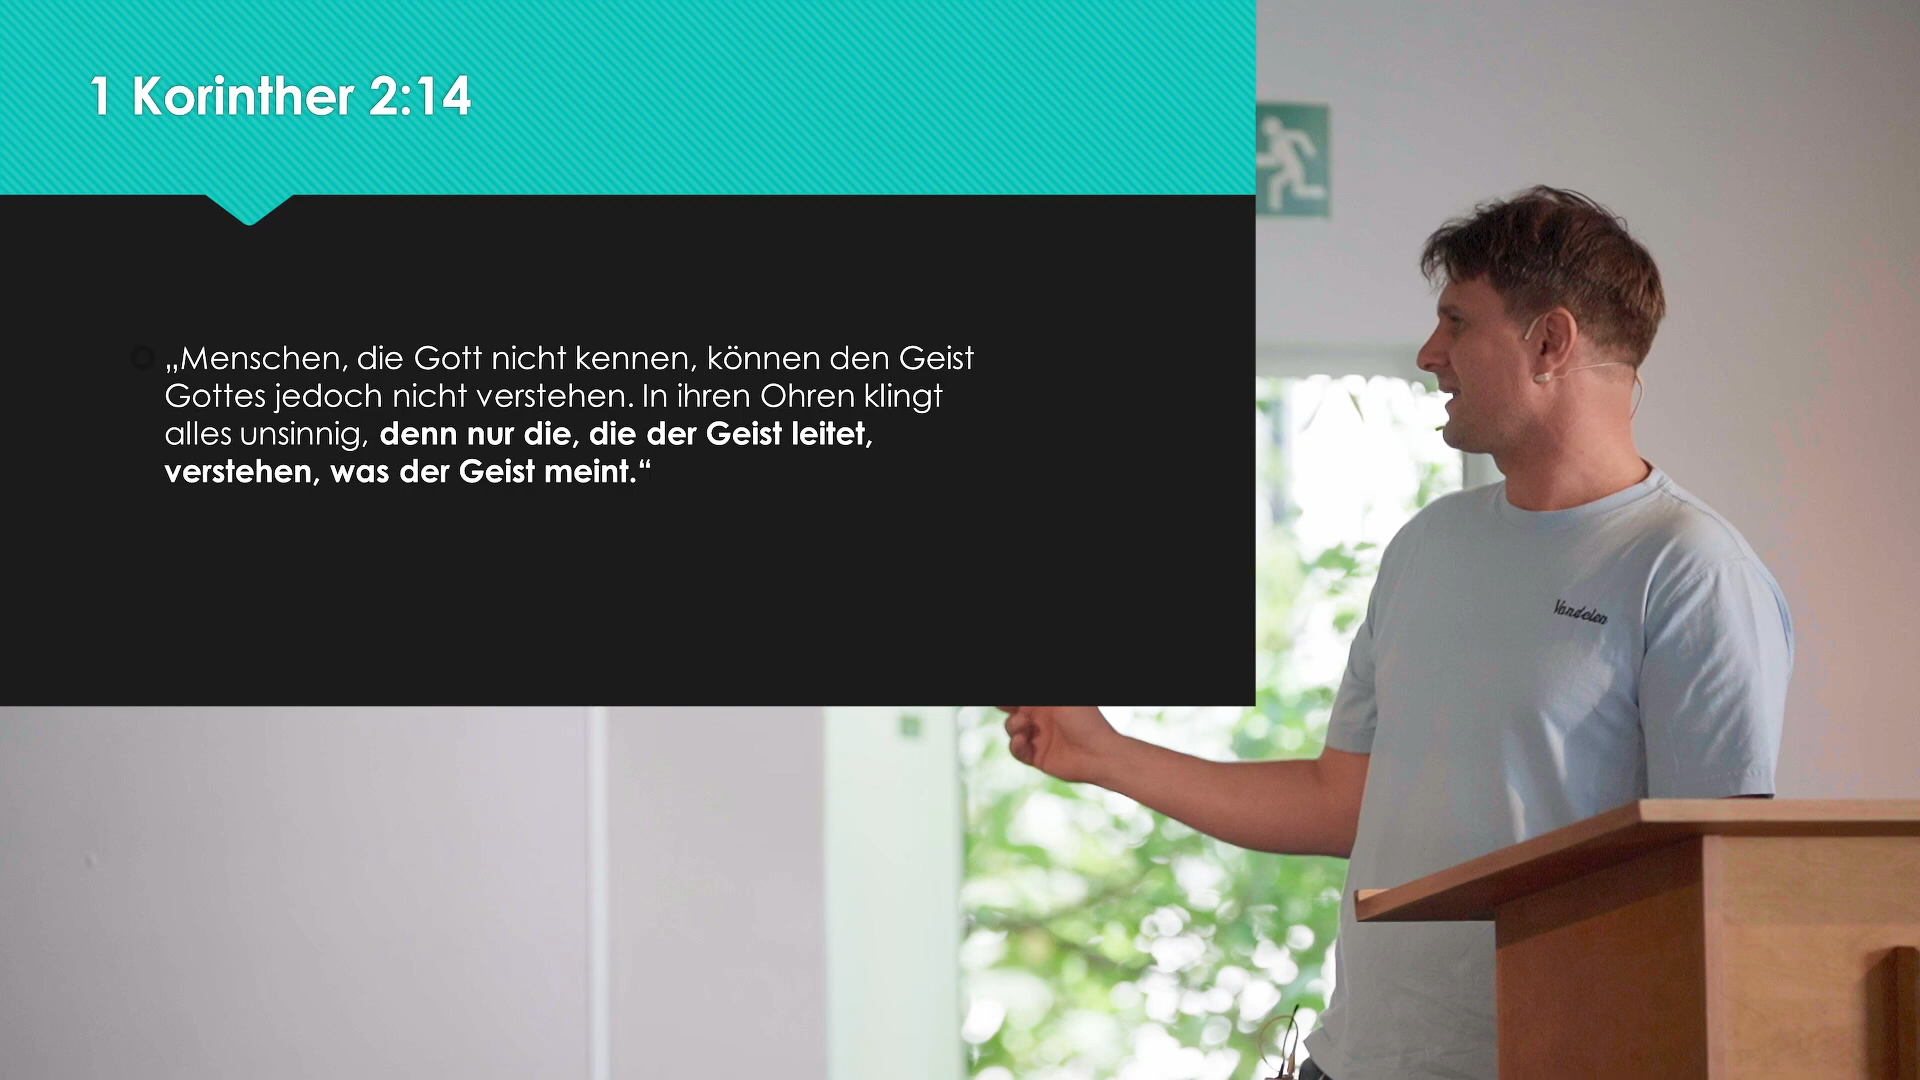 1 Korinther 2:14
„Menschen, die Gott nicht kennen, können den Geist
Gottes jedoch nicht verstehen. In ihren Ohren klingt
alles unsinnig, denn nur die, die der Geist leitet,
verstehen, was der Geist meint.“
Vandelen